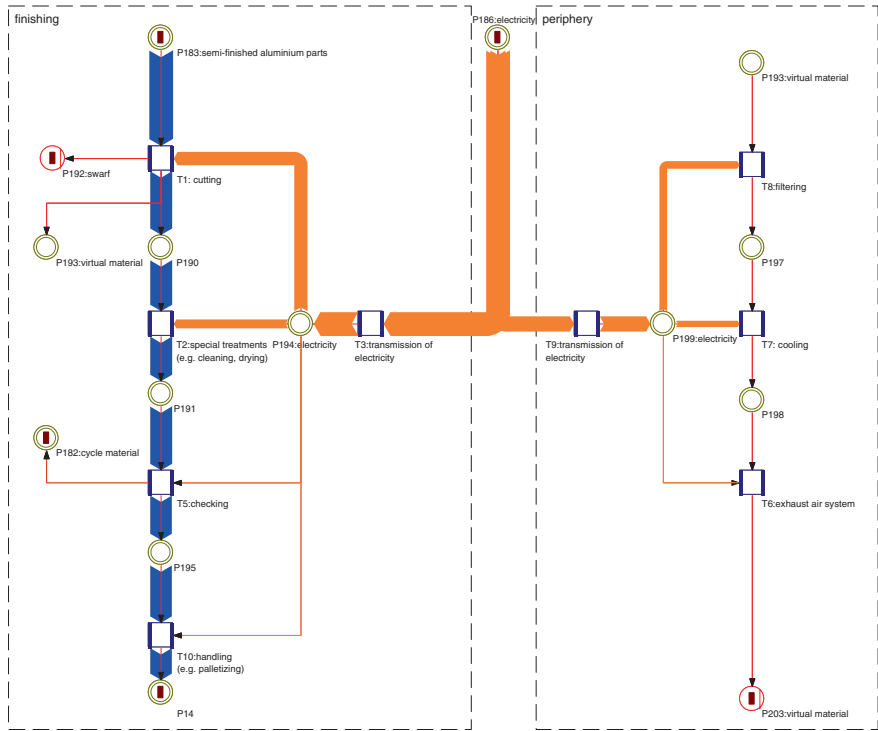 finishing
P186:electricity
periphery
P183:semi-finished aluminium parts
P193:virtual material
P192:swarf
T1: cutting
T8:filtering
P193:virtual material
P190
P197
T2:special treatments
(e.g. cleaning, drying)
P194:electricity
T3:transmission of
electricity
T9:transmission of
electricity
P199:electricity
T7: cooling
P191
P198
P182:cycle material
T5:checking
T6:exhaust air system
P195
T10:handling
(e.g. palletizing)
P14
P203:virtual material